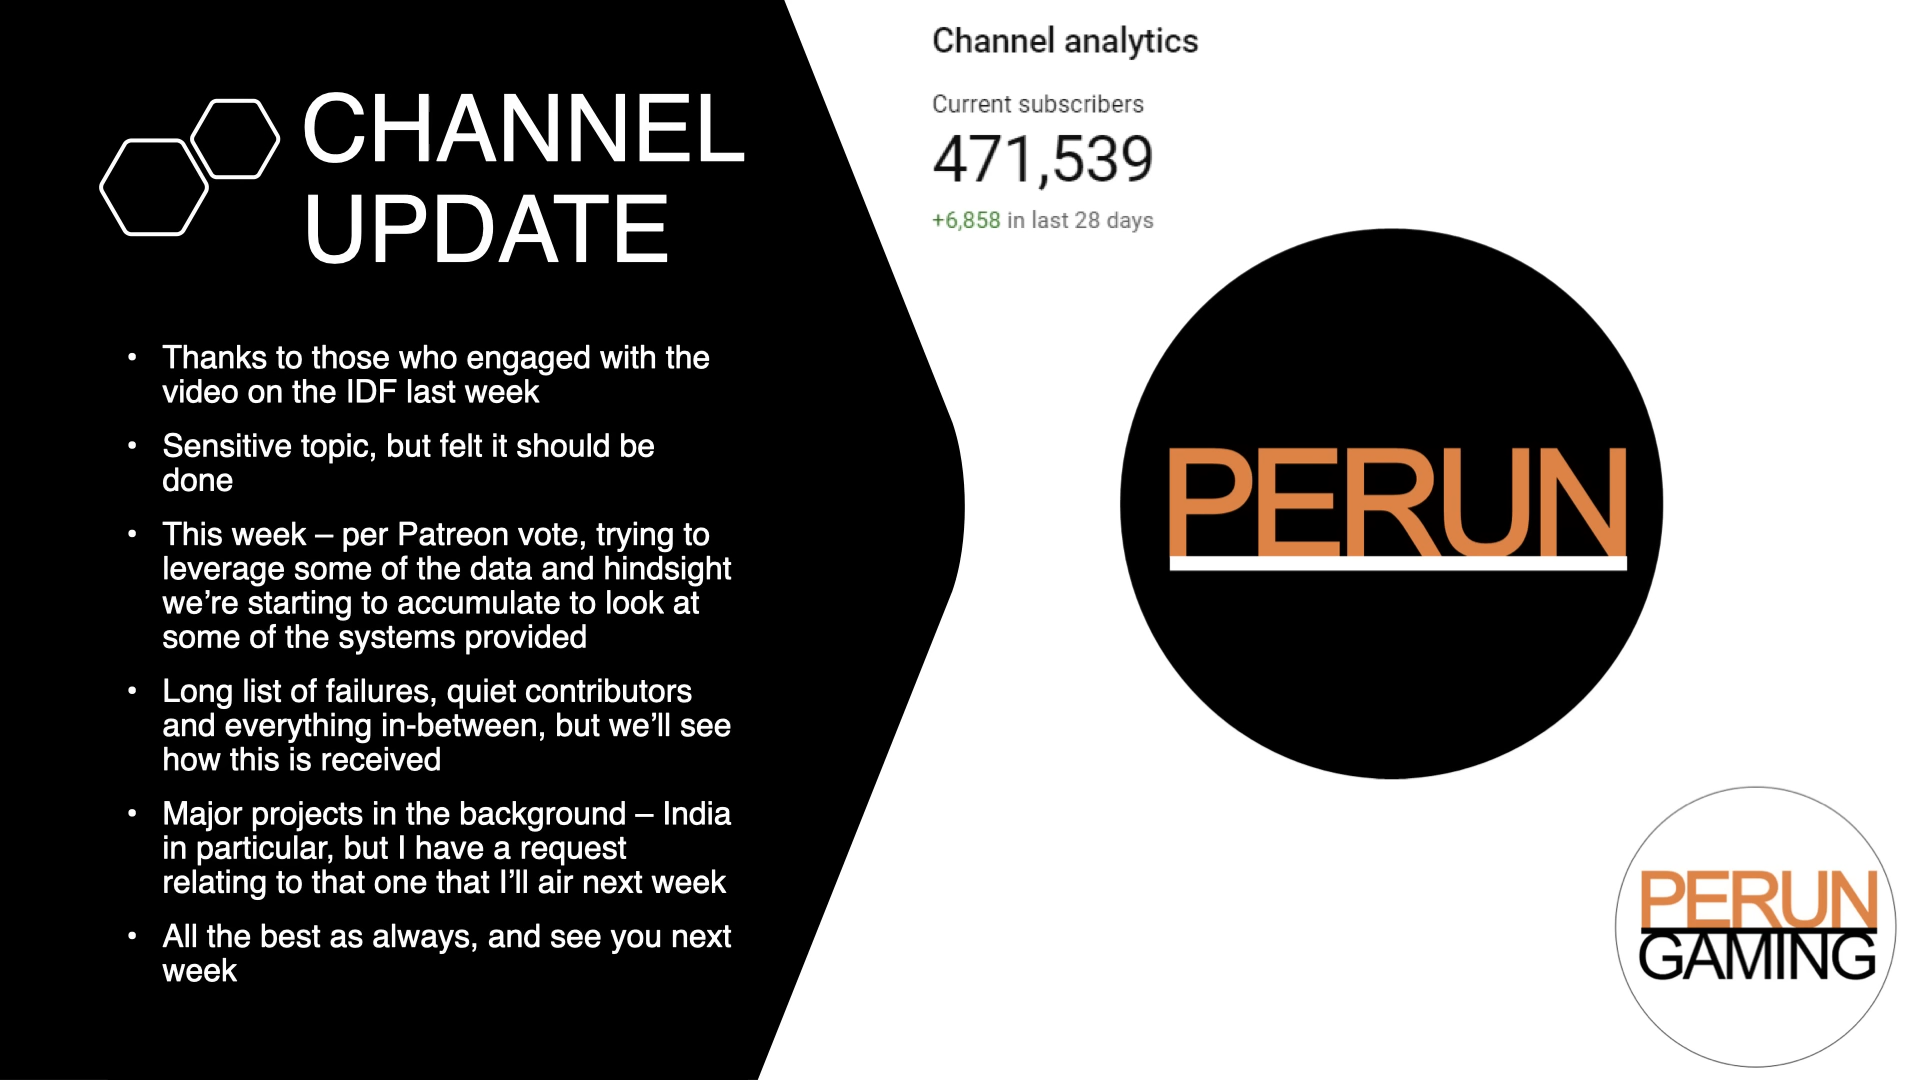 CHANNEL
UPDATE
• Thanks to those who engaged with the
video on the IDF last week
• Sensitive topic, but felt it should be
done
• This week – per Patreon vote, trying to
leverage some of the data and hindsight
we’re starting to accumulate to look at
some of the systems provided
• Long list of failures, quiet contributors
and everything in-between, but we’ll see
how this is received
• Major projects in the background – India
in particular, but I have a request
relating to that one that I’ll air next week
• All the best as always, and see you next
week
Channel analytics
Current subscribers
471,539
+6,858 in last 28 days
PERUN
PERUN
GAMING